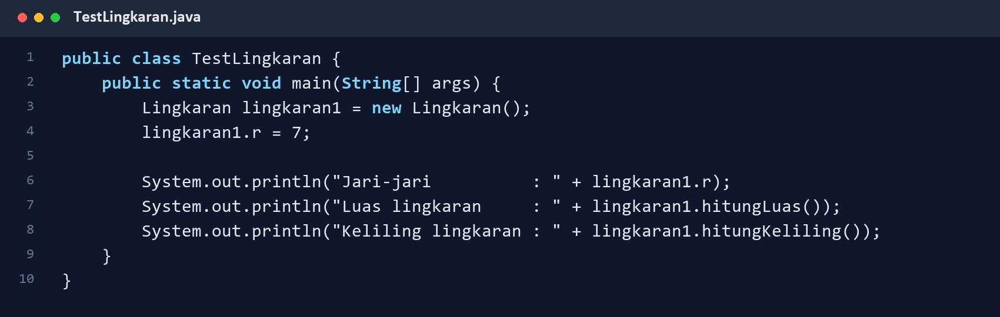 TestLingkaran.java
1 public class TestLingkaran {
2     public static void main(String[] args) {
3         Lingkaran lingkaran1 = new Lingkaran();
4         lingkaran1.r = 7;
5
6         System.out.println("Jari-jari          : " + lingkaran1.r);
7         System.out.println("Luas lingkaran     : " + lingkaran1.hitungLuas());
8         System.out.println("Keliling lingkaran : " + lingkaran1.hitungKeliling());
9     }
10 }